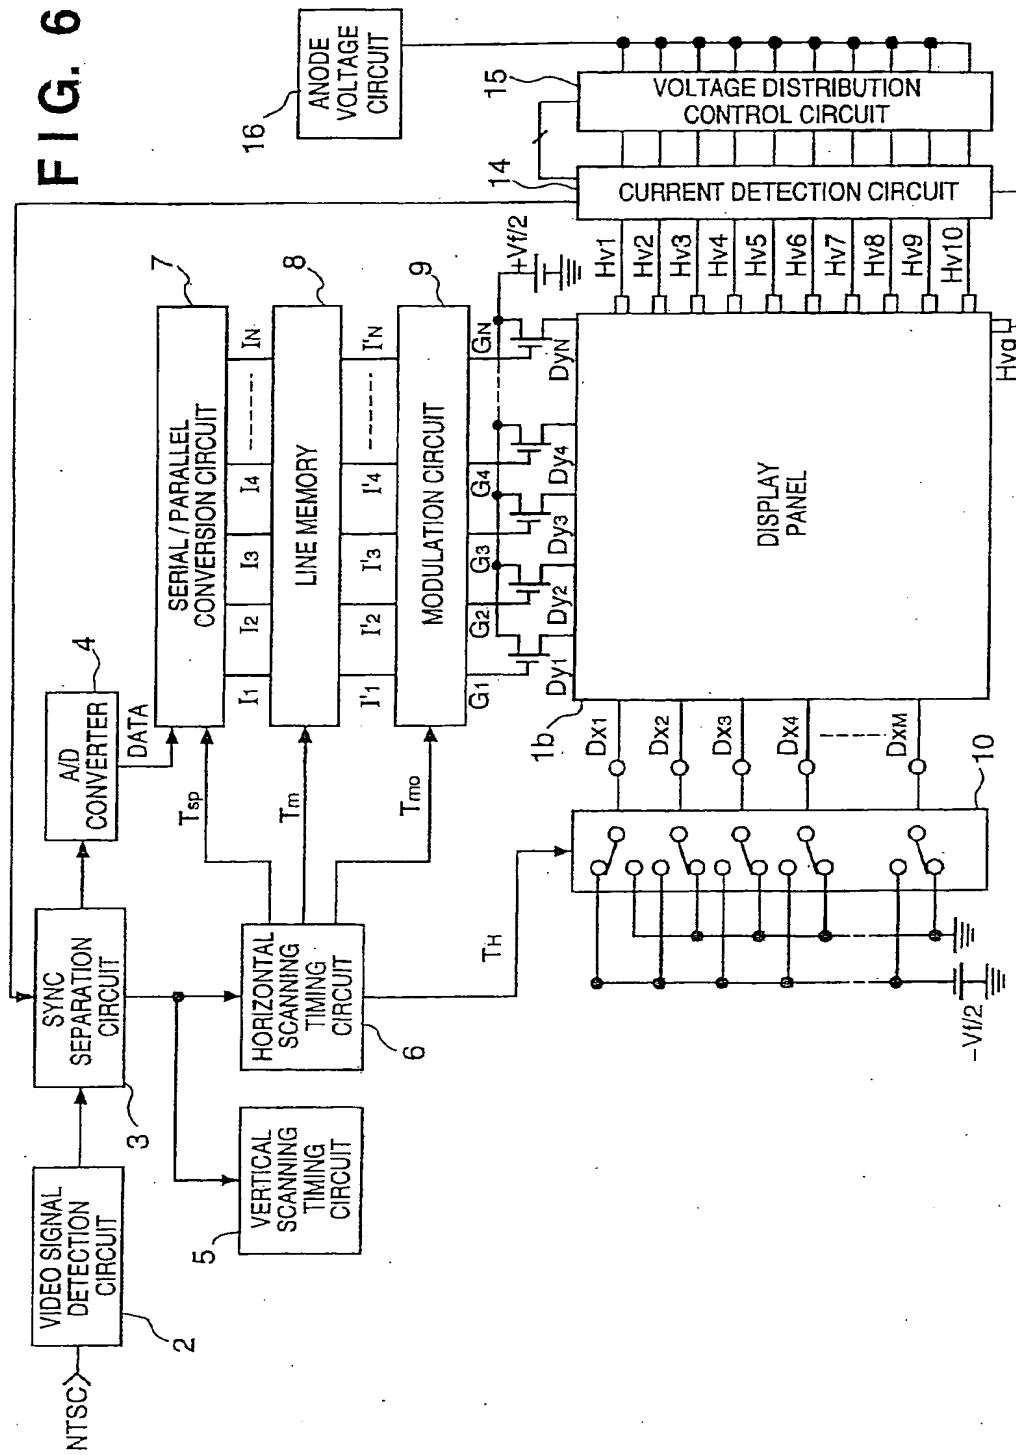 FIG. 6
NTSC
VIDEO SIGNAL
DETECTION
CIRCUIT
2
SYNC
SEPARATION
CIRCUIT
3
A/D
CONVERTER
4
DATA
VERTICAL
SCANNING
TIMING
CIRCUIT
5
HORIZONTAL
SCANNING
TIMING
CIRCUIT
6
Tsp
Tm
Tmo
TH
SERIAL / PARALLEL
CONVERSION CIRCUIT
7
I1 I2 I3 I4 IN
LINE MEMORY
8
I'1 I'2 I'3 I'4 I'N
MODULATION CIRCUIT
9
G1 G2 G3 G4 GN
+Vf/2
Dy1 Dy2 Dy3 Dy4 DyN
DISPLAY
PANEL
1b
Dx1
Dx2
Dx3
Dx4
DxM
10
-Vf/2
Hv1
Hv2
Hv3
Hv4
Hv5
Hv6
Hv7
Hv8
Hv9
Hv10
CURRENT DETECTION CIRCUIT
14
VOLTAGE DISTRIBUTION
CONTROL CIRCUIT
15
ANODE
VOLTAGE
CIRCUIT
16